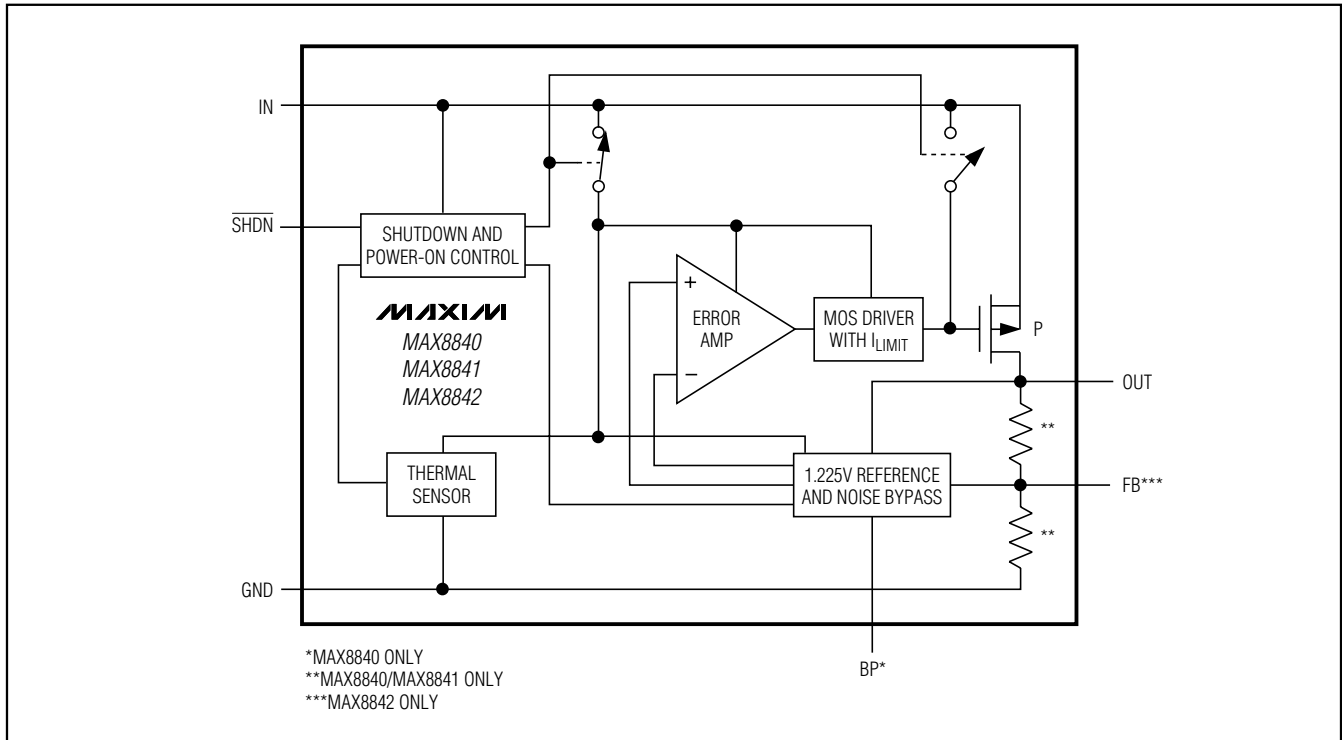 IN
SHDN
SHUTDOWN AND
POWER-ON CONTROL
MAXIM
MAX8840
MAX8841
MAX8842
+
ERROR
AMP
−
MOS DRIVER
WITH ILIMIT
P
OUT
**
THERMAL
SENSOR
1.225V REFERENCE
AND NOISE BYPASS
FB***
**
GND
BP*
*MAX8840 ONLY
**MAX8840/MAX8841 ONLY
***MAX8842 ONLY